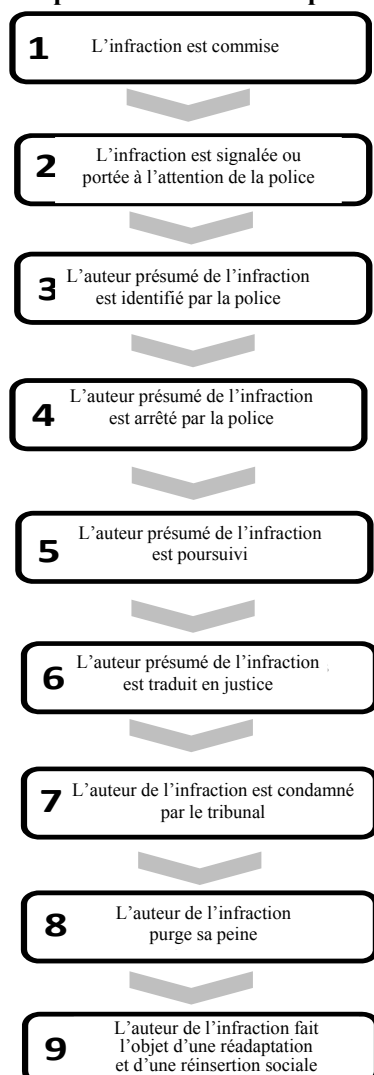 1
L’infraction est commise
2
L’infraction est signalée ou
portée à l’attention de la police
3
L’auteur présumé de l’infraction
est identifié par la police
4
L’auteur présumé de l’infraction
est arrêté par la police
5
L’auteur présumé de l’infraction
est poursuivi
6
L’auteur présumé de l’infraction
est traduit en justice
7
L’auteur de l’infraction est condamné
par le tribunal
8
L’auteur de l’infraction
purge sa peine
9
L’auteur de l’infraction fait
l’objet d’une réadaptation
et d’une réinsertion sociale